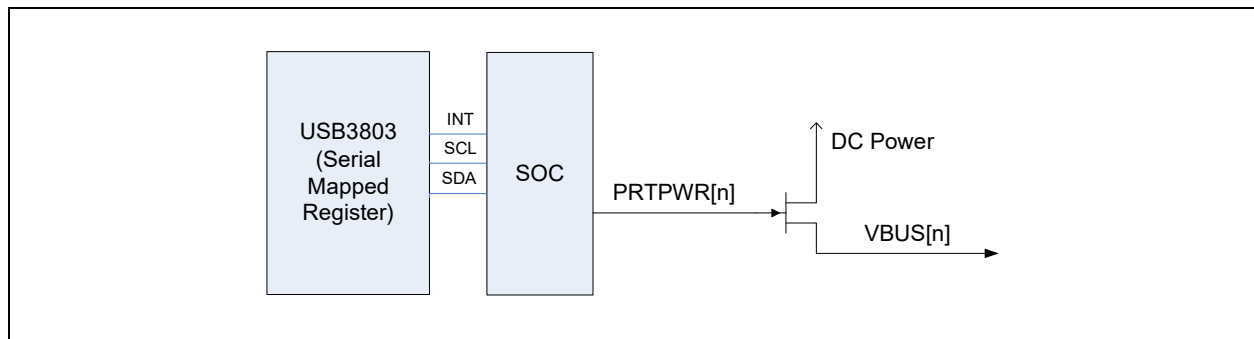 USB3803
(Serial
Mapped
Register)
INT
SCL
SDA
SOC
PRTPWR[n]
DC Power
VBUS[n]